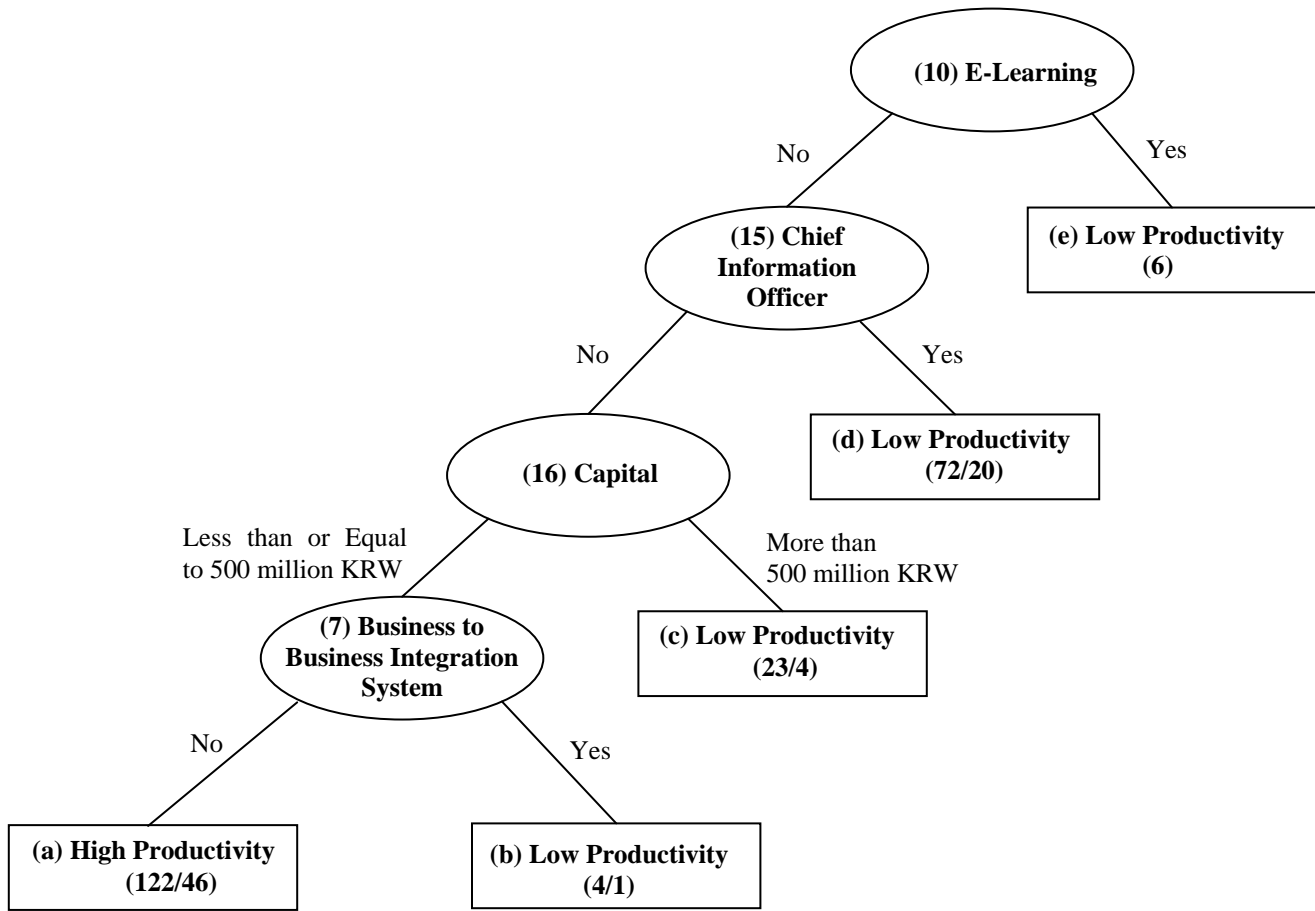 (10) E-Learning
No
Yes
(15) Chief
Information
Officer
(e) Low Productivity
(6)
No
Yes
(16) Capital
(d) Low Productivity
(72/20)
Less than or Equal
to 500 million KRW
More than
500 million KRW
(7) Business to
Business Integration
System
(c) Low Productivity
(23/4)
No
Yes
(a) High Productivity
(122/46)
(b) Low Productivity
(4/1)